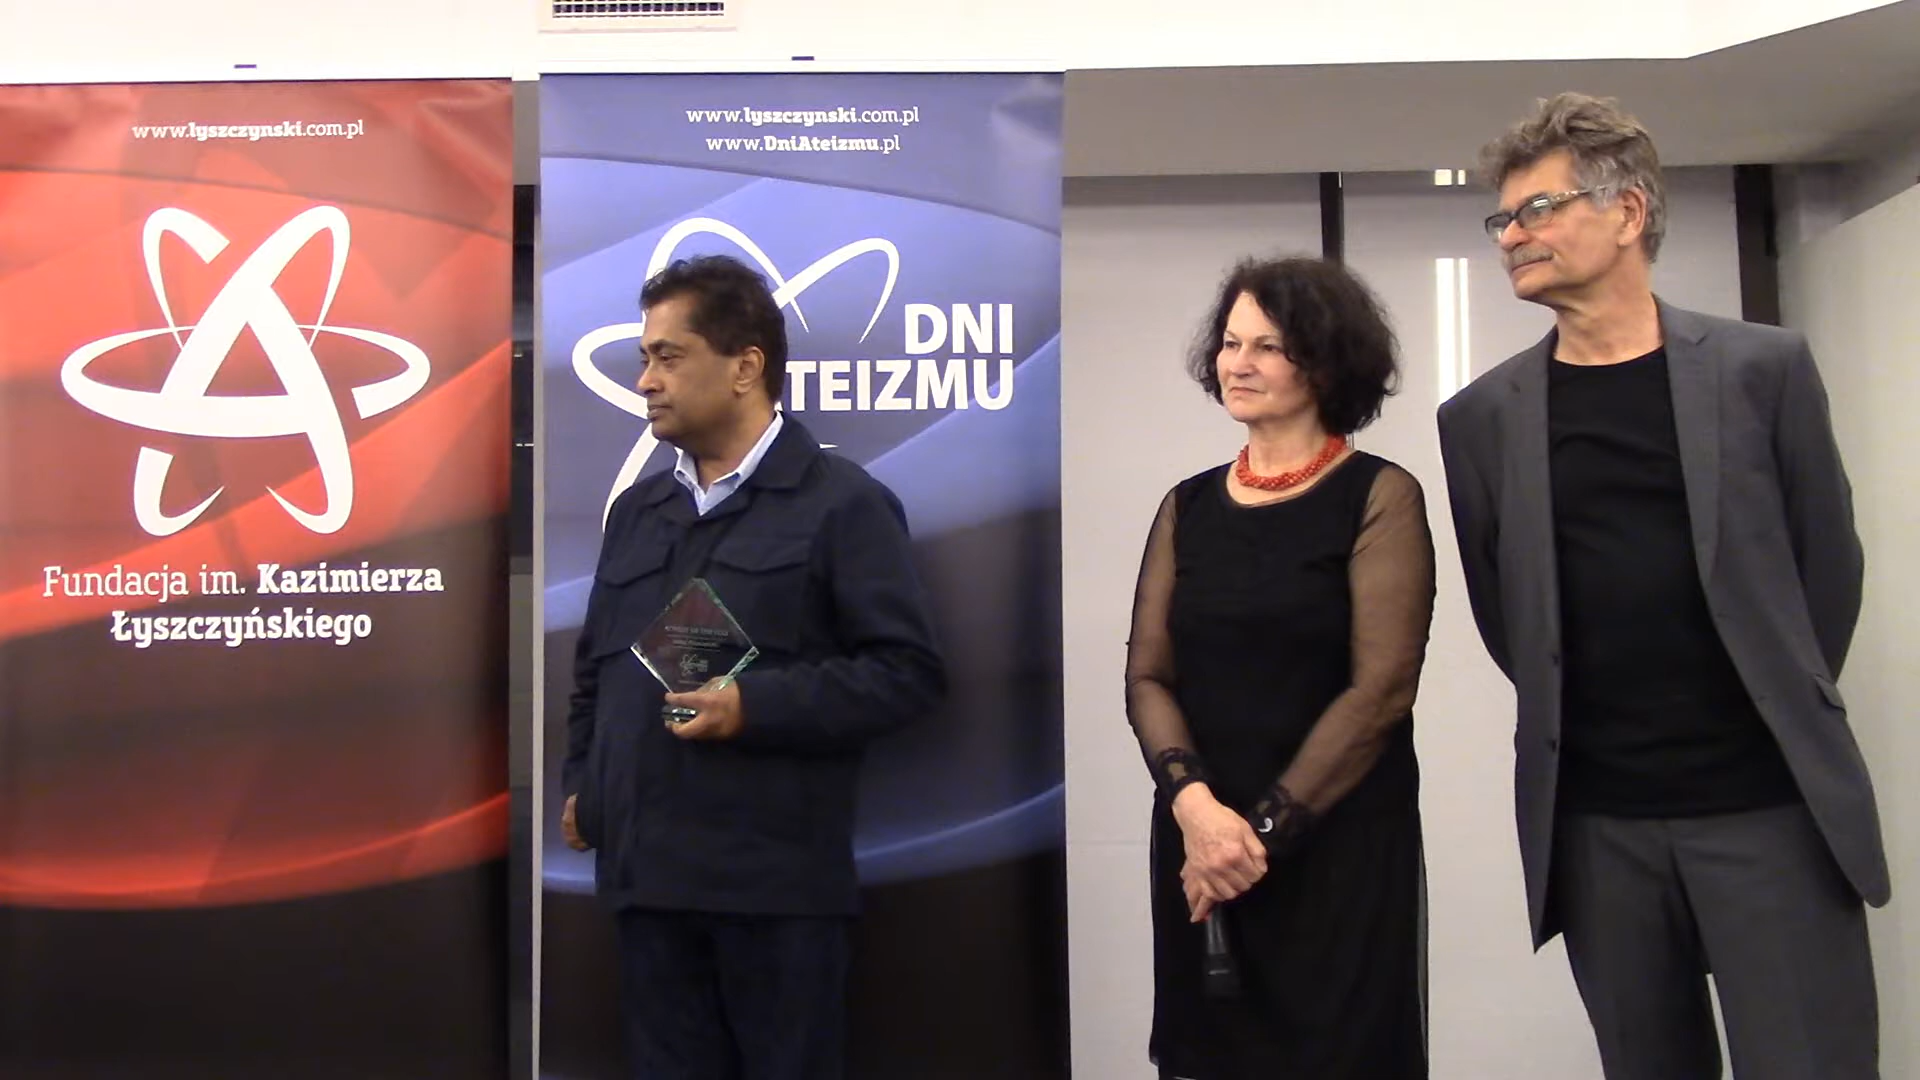 www.lyszczynski.com.pl
Fundacja im. Kazimierza
Łyszczyńskiego
www.lyszczynski.com.pl
www.DniAteizmu.pl
DNI
TEIZMU